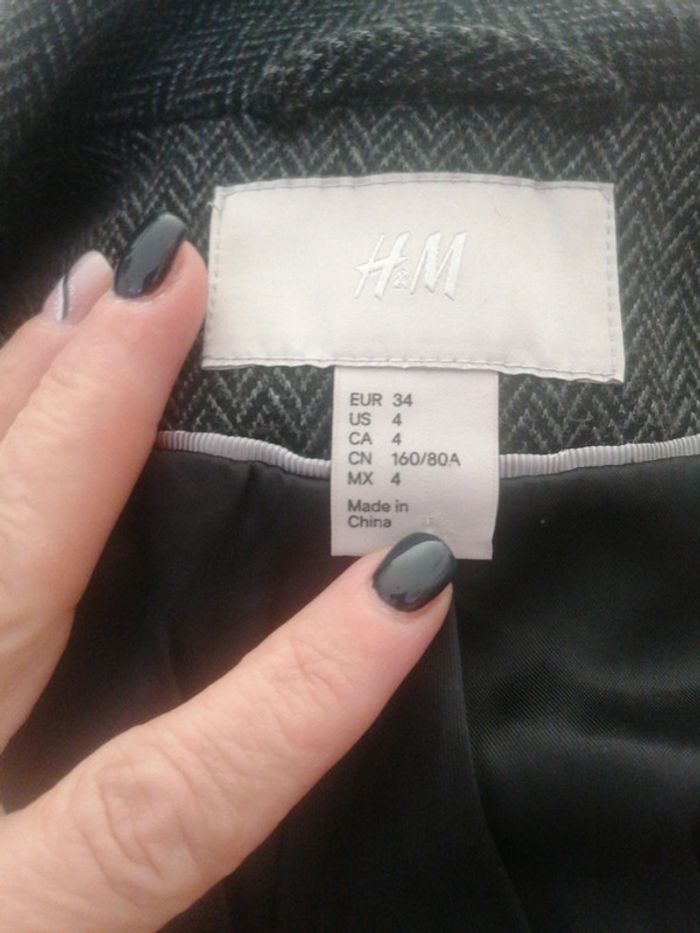 H&M
EUR 34
US 4
CA 4
CN 160/80A
MX 4
Made in
China